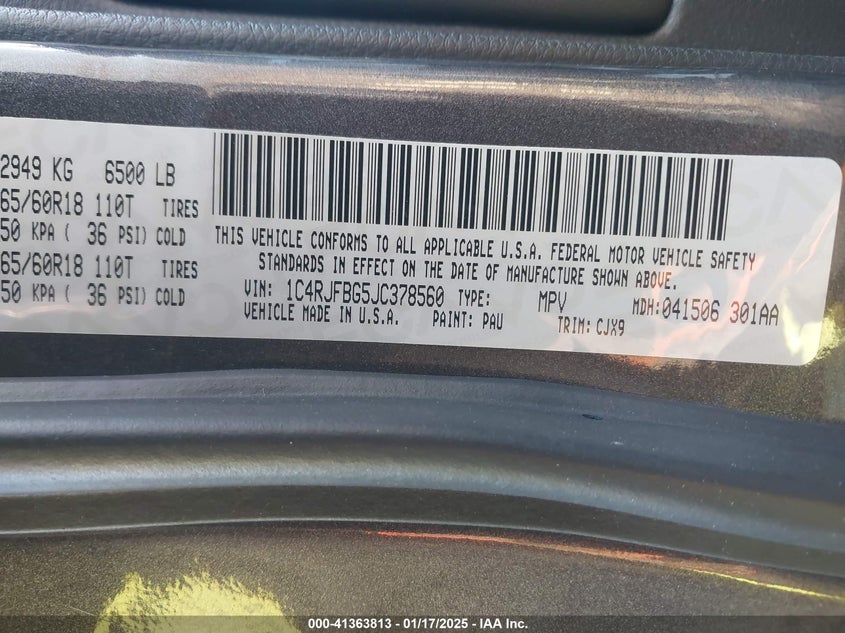 2949 KG 6500 LB
65/60R18 110T TIRES
50 KPA ( 36 PSI) COLD
65/60R18 110T TIRES
50 KPA ( 36 PSI) COLD
THIS VEHICLE CONFORMS TO ALL APPLICABLE U.S.A. FEDERAL MOTOR VEHICLE SAFETY
STANDARDS IN EFFECT ON THE DATE OF MANUFACTURE SHOWN ABOVE.
VIN: 1C4RJFBG5JC378560 TYPE: MPV MDH:041506 301AA
VEHICLE MADE IN U.S.A. PAINT: PAU TRIM: CJX9
000-41363813 - 01/17/2025 - IAA Inc.